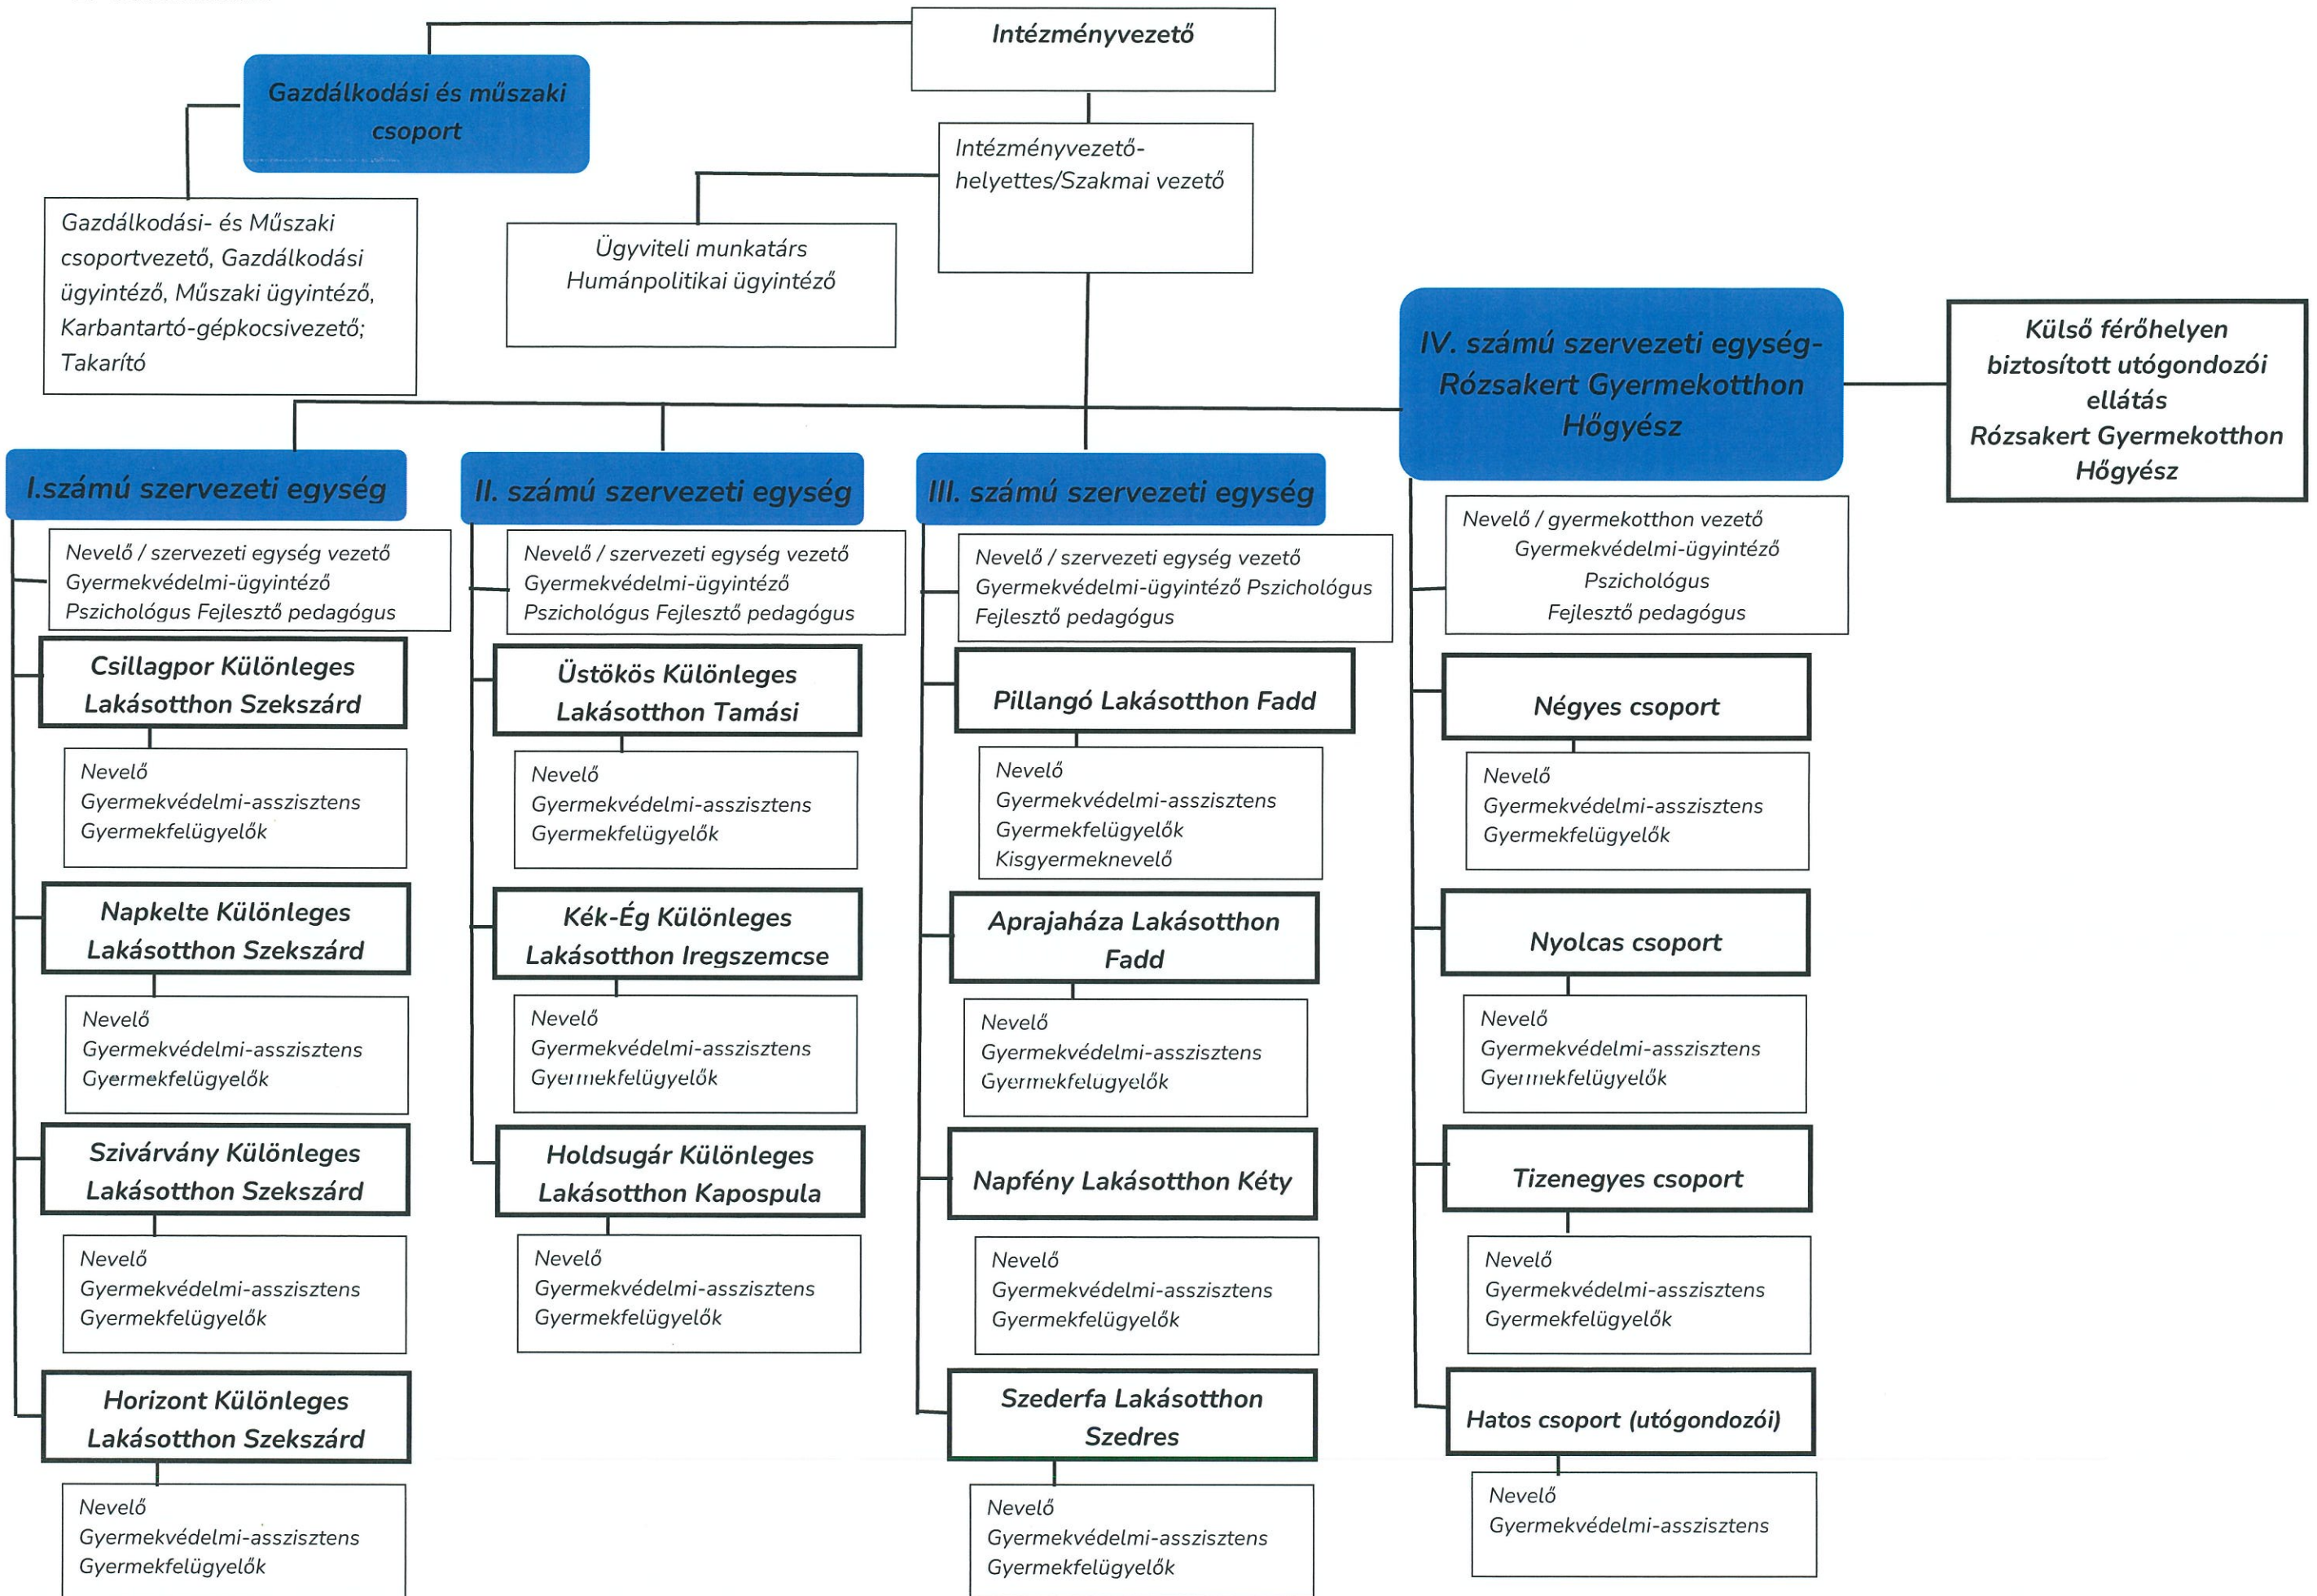 Intézményvezető
Gazdálkodási és műszaki
csoport
Intézményvezető-
helyettes/Szakmai vezető
Gazdálkodási- és Műszaki
csoportvezető, Gazdálkodási
ügyintéző, Műszaki ügyintéző,
Karbantartó-gépkocsivezető;
Takarító
Ügyviteli munkatárs
Humánpolitikai ügyintéző
IV. számú szervezeti egység-
Rózsakert Gyermekotthon
Hőgyész
Külső férőhelyen
biztosított utógondozói
ellátás
Rózsakert Gyermekotthon
Hőgyész
I.számú szervezeti egység
Nevelő / szervezeti egység vezető
Gyermekvédelmi-ügyintéző
Pszichológus Fejlesztő pedagógus
Csillagpor Különleges
Lakásotthon Szekszárd
Nevelő
Gyermekvédelmi-asszisztens
Gyermekfelügyelők
Napkelte Különleges
Lakásotthon Szekszárd
Nevelő
Gyermekvédelmi-asszisztens
Gyermekfelügyelők
Szivárvány Különleges
Lakásotthon Szekszárd
Nevelő
Gyermekvédelmi-asszisztens
Gyermekfelügyelők
Horizont Különleges
Lakásotthon Szekszárd
Nevelő
Gyermekvédelmi-asszisztens
Gyermekfelügyelők
II. számú szervezeti egység
Nevelő / szervezeti egység vezető
Gyermekvédelmi-ügyintéző
Pszichológus Fejlesztő pedagógus
Üstökös Különleges
Lakásotthon Tamási
Nevelő
Gyermekvédelmi-asszisztens
Gyermekfelügyelők
Kék-Ég Különleges
Lakásotthon Iregszemcse
Nevelő
Gyermekvédelmi-asszisztens
Gyermekfelügyelők
Holdsugár Különleges
Lakásotthon Kapospula
Nevelő
Gyermekvédelmi-asszisztens
Gyermekfelügyelők
III. számú szervezeti egység
Nevelő / szervezeti egység vezető
Gyermekvédelmi-ügyintéző Pszichológus
Fejlesztő pedagógus
Pillangó Lakásotthon Fadd
Nevelő
Gyermekvédelmi-asszisztens
Gyermekfelügyelők
Kisgyermeknevelő
Aprajaháza Lakásotthon
Fadd
Nevelő
Gyermekvédelmi-asszisztens
Gyermekfelügyelők
Napfény Lakásotthon Kéty
Nevelő
Gyermekvédelmi-asszisztens
Gyermekfelügyelők
Szederfa Lakásotthon
Szedres
Nevelő
Gyermekvédelmi-asszisztens
Gyermekfelügyelők
Nevelő / gyermekotthon vezető
Gyermekvédelmi-ügyintéző
Pszichológus
Fejlesztő pedagógus
Négyes csoport
Nevelő
Gyermekvédelmi-asszisztens
Gyermekfelügyelők
Nyolcas csoport
Nevelő
Gyermekvédelmi-asszisztens
Gyermekfelügyelők
Tizenegyes csoport
Nevelő
Gyermekvédelmi-asszisztens
Gyermekfelügyelők
Hatos csoport (utógondozói)
Nevelő
Gyermekvédelmi-asszisztens